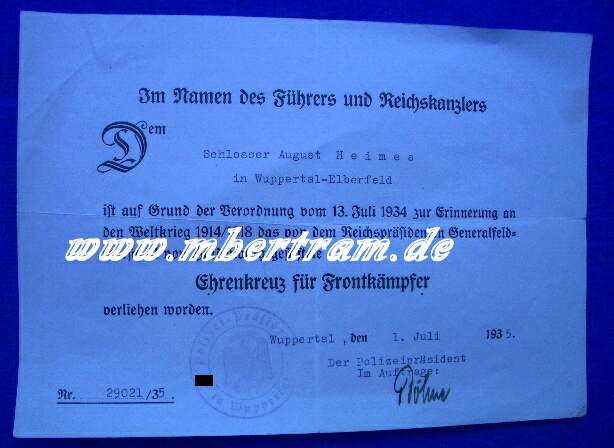 Im Namen des Führers und Reichskanzlers
Dem
Schlosser August Heimes
in Wuppertal-Elberfeld
ist auf Grund der Verordnung vom 13. Juli 1934 zur Erinnerung an
den Weltkrieg 1914/1918 das von dem Reichspräsidenten Generalfeld-
www.mbertram.de
Ehrenkreuz für Frontkämpfer
verliehen worden.
Wuppertal, den 1. Juli 1935.
Der Polizeipräsident
Im Auftrage:
Nr. 29021/35.